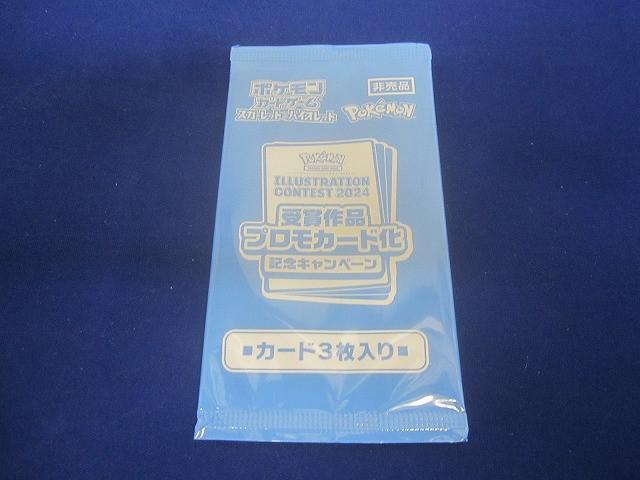 ポケモン
カードゲーム
スカーレット&バイオレット
非売品
POKÉMON
POKÉMON
ILLUSTRATION
CONTEST 2024
受賞作品
プロモカード化
記念キャンペーン
■カード3枚入り■